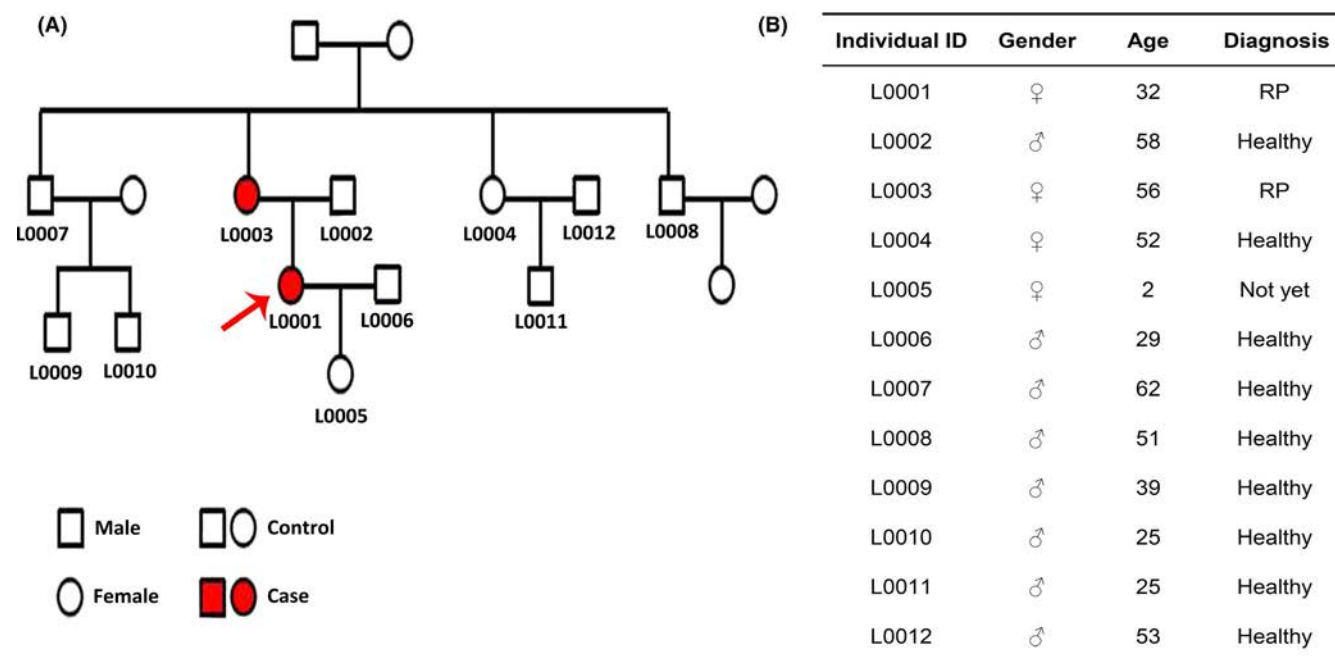 (A)
L0007
L0003 L0002
L0004 L0012
L0008
L0001 L0006
L0011
L0009 L0010
L0005
Male Control
Female Case
(B)
Individual ID Gender Age Diagnosis
L0001 ♀ 32 RP
L0002 ♂ 58 Healthy
L0003 ♀ 56 RP
L0004 ♀ 52 Healthy
L0005 ♀ 2 Not yet
L0006 ♂ 29 Healthy
L0007 ♂ 62 Healthy
L0008 ♂ 51 Healthy
L0009 ♂ 39 Healthy
L0010 ♂ 25 Healthy
L0011 ♂ 25 Healthy
L0012 ♂ 53 Healthy